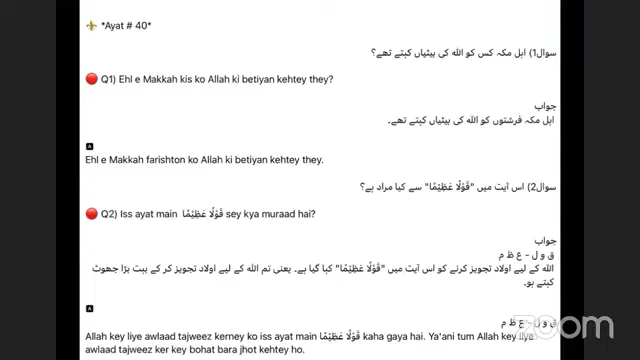 ⚜️ *Ayat # 40*
سوال1) اہل مکہ کس کو اللہ کی بیٹیاں کہتے تھے؟
🔴 Q1) Ehl e Makkah kis ko Allah ki betiyan kehtey they?
جواب
اہل مکہ فرشتوں کو اللہ کی بیٹیاں کہتے تھے۔
🅰
Ehl e Makkah farishton ko Allah ki betiyan kehtey they.
سوال2) اس آیت میں "قَوْلًا عَظِيْمًا" سے کیا مراد ہے؟
🔴 Q2) Iss ayat main قَوْلًا عَظِيْمًا sey kya muraad hai?
جواب
ق و ل - ع ظ م
اللہ کے لیے اولاد تجویز کرنے کو اس آیت میں "قَوْلًا عَظِيْمًا" کہا گیا ہے۔ یعنی تم اللہ کے لیے اولاد تجویز کر کے بہت بڑا جھوٹ
کہتے ہو۔
🅰
ق و ل - ع ظ م
Allah key liye awlaad tajweez kerney ko iss ayat main قَوْلًا عَظِيْمًا kaha gaya hai. Ya'ani tum Allah key liye
awlaad tajweez ker key bohat bara jhot kehtey ho.
zoom